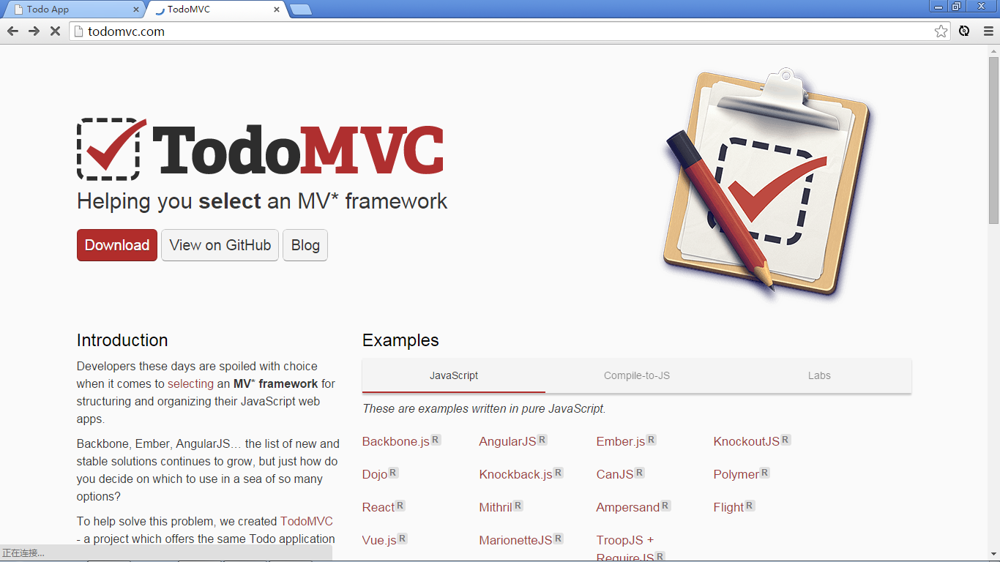 Todo App
TodoMVC
todomvc.com
TodoMVC
Helping you select an MV* framework
Download
View on GitHub
Blog
Introduction
Developers these days are spoiled with choice
when it comes to selecting an MV* framework for
structuring and organizing their JavaScript web
apps.
Backbone, Ember, AngularJS… the list of new and
stable solutions continues to grow, but just how do
you decide on which to use in a sea of so many
options?
To help solve this problem, we created TodoMVC
- a project which offers the same Todo application
正在连接...
Examples
JavaScript
Compile-to-JS
Labs
These are examples written in pure JavaScript.
Backbone.js R
AngularJS R
Ember.js R
KnockoutJS R
Dojo R
Knockback.js R
CanJS R
Polymer R
React R
Mithril R
Ampersand R
Flight R
Vue.js R
MarionetteJS R
TroopJS +
RequireJS R